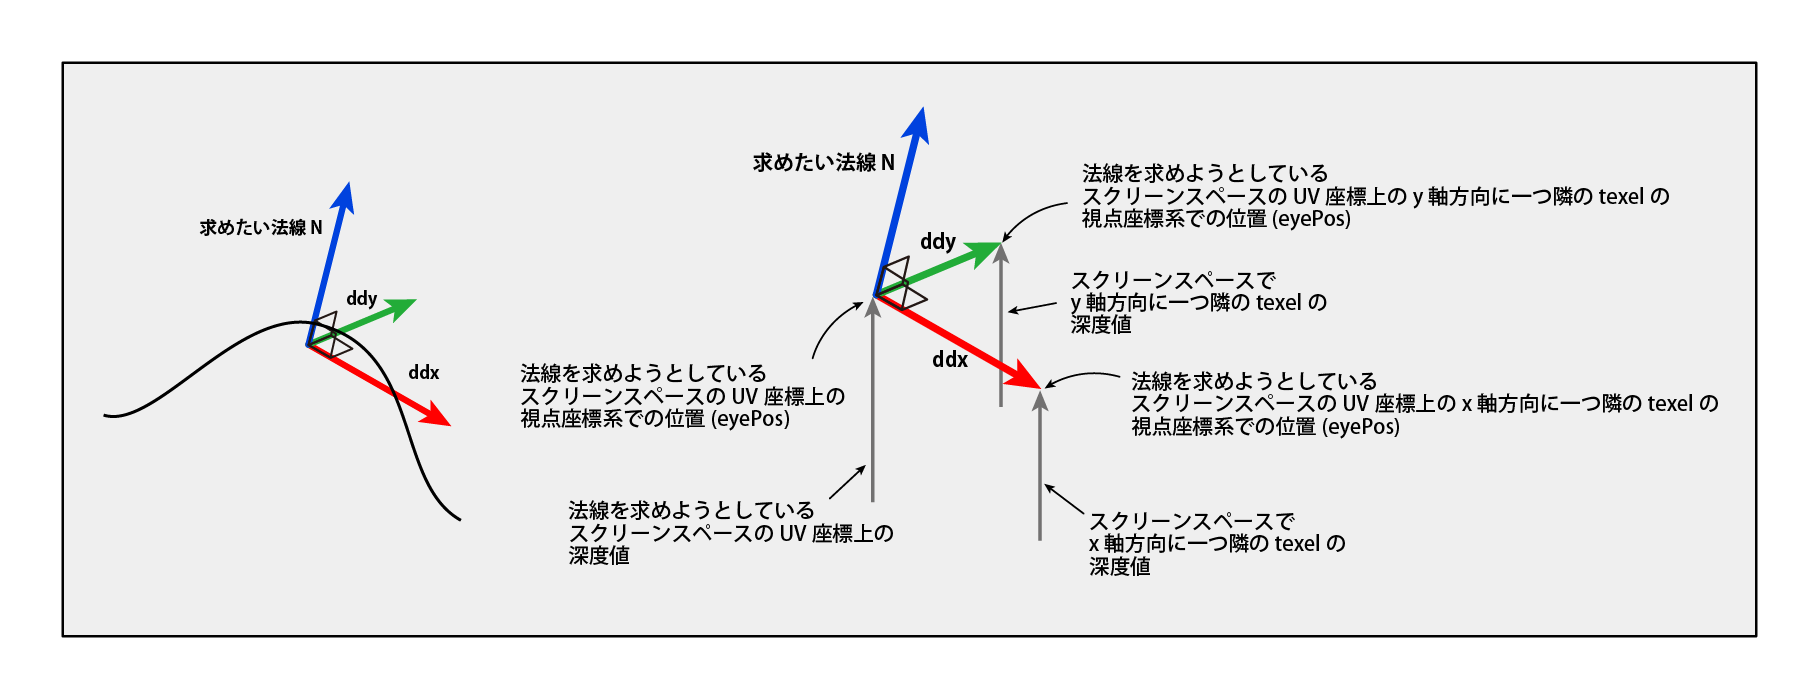 求めたい法線 N
ddy
ddx
求めたい法線 N
ddy
ddx
法線を求めようとしている
スクリーンスペースの UV 座標上の y 軸方向に一つ隣の texel の
視点座標系での位置 (eyePos)
スクリーンスペースで
y 軸方向に一つ隣の texel の
深度値
法線を求めようとしている
スクリーンスペースの UV 座標上の
視点座標系での位置 (eyePos)
法線を求めようとしている
スクリーンスペースの UV 座標上の x 軸方向に一つ隣の texel の
視点座標系での位置 (eyePos)
法線を求めようとしている
スクリーンスペースの UV 座標上の
深度値
スクリーンスペースで
x 軸方向に一つ隣の texel の
深度値